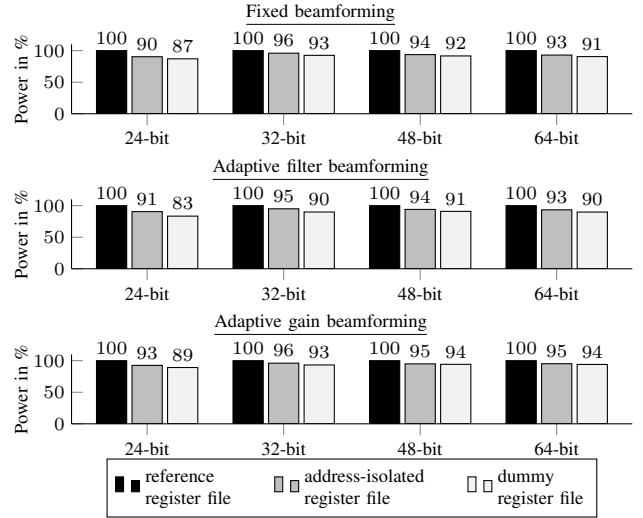 Fixed beamforming
100 90 87 100 96 93 100 94 92 100 93 91
Power in %
100
50
0
24-bit 32-bit 48-bit 64-bit
Adaptive filter beamforming
100 91 83 100 95 90 100 94 91 100 93 90
Power in %
100
50
0
24-bit 32-bit 48-bit 64-bit
Adaptive gain beamforming
100 93 89 100 96 93 100 95 94 100 95 94
Power in %
100
50
0
24-bit 32-bit 48-bit 64-bit
reference address-isolated dummy
register file register file register file